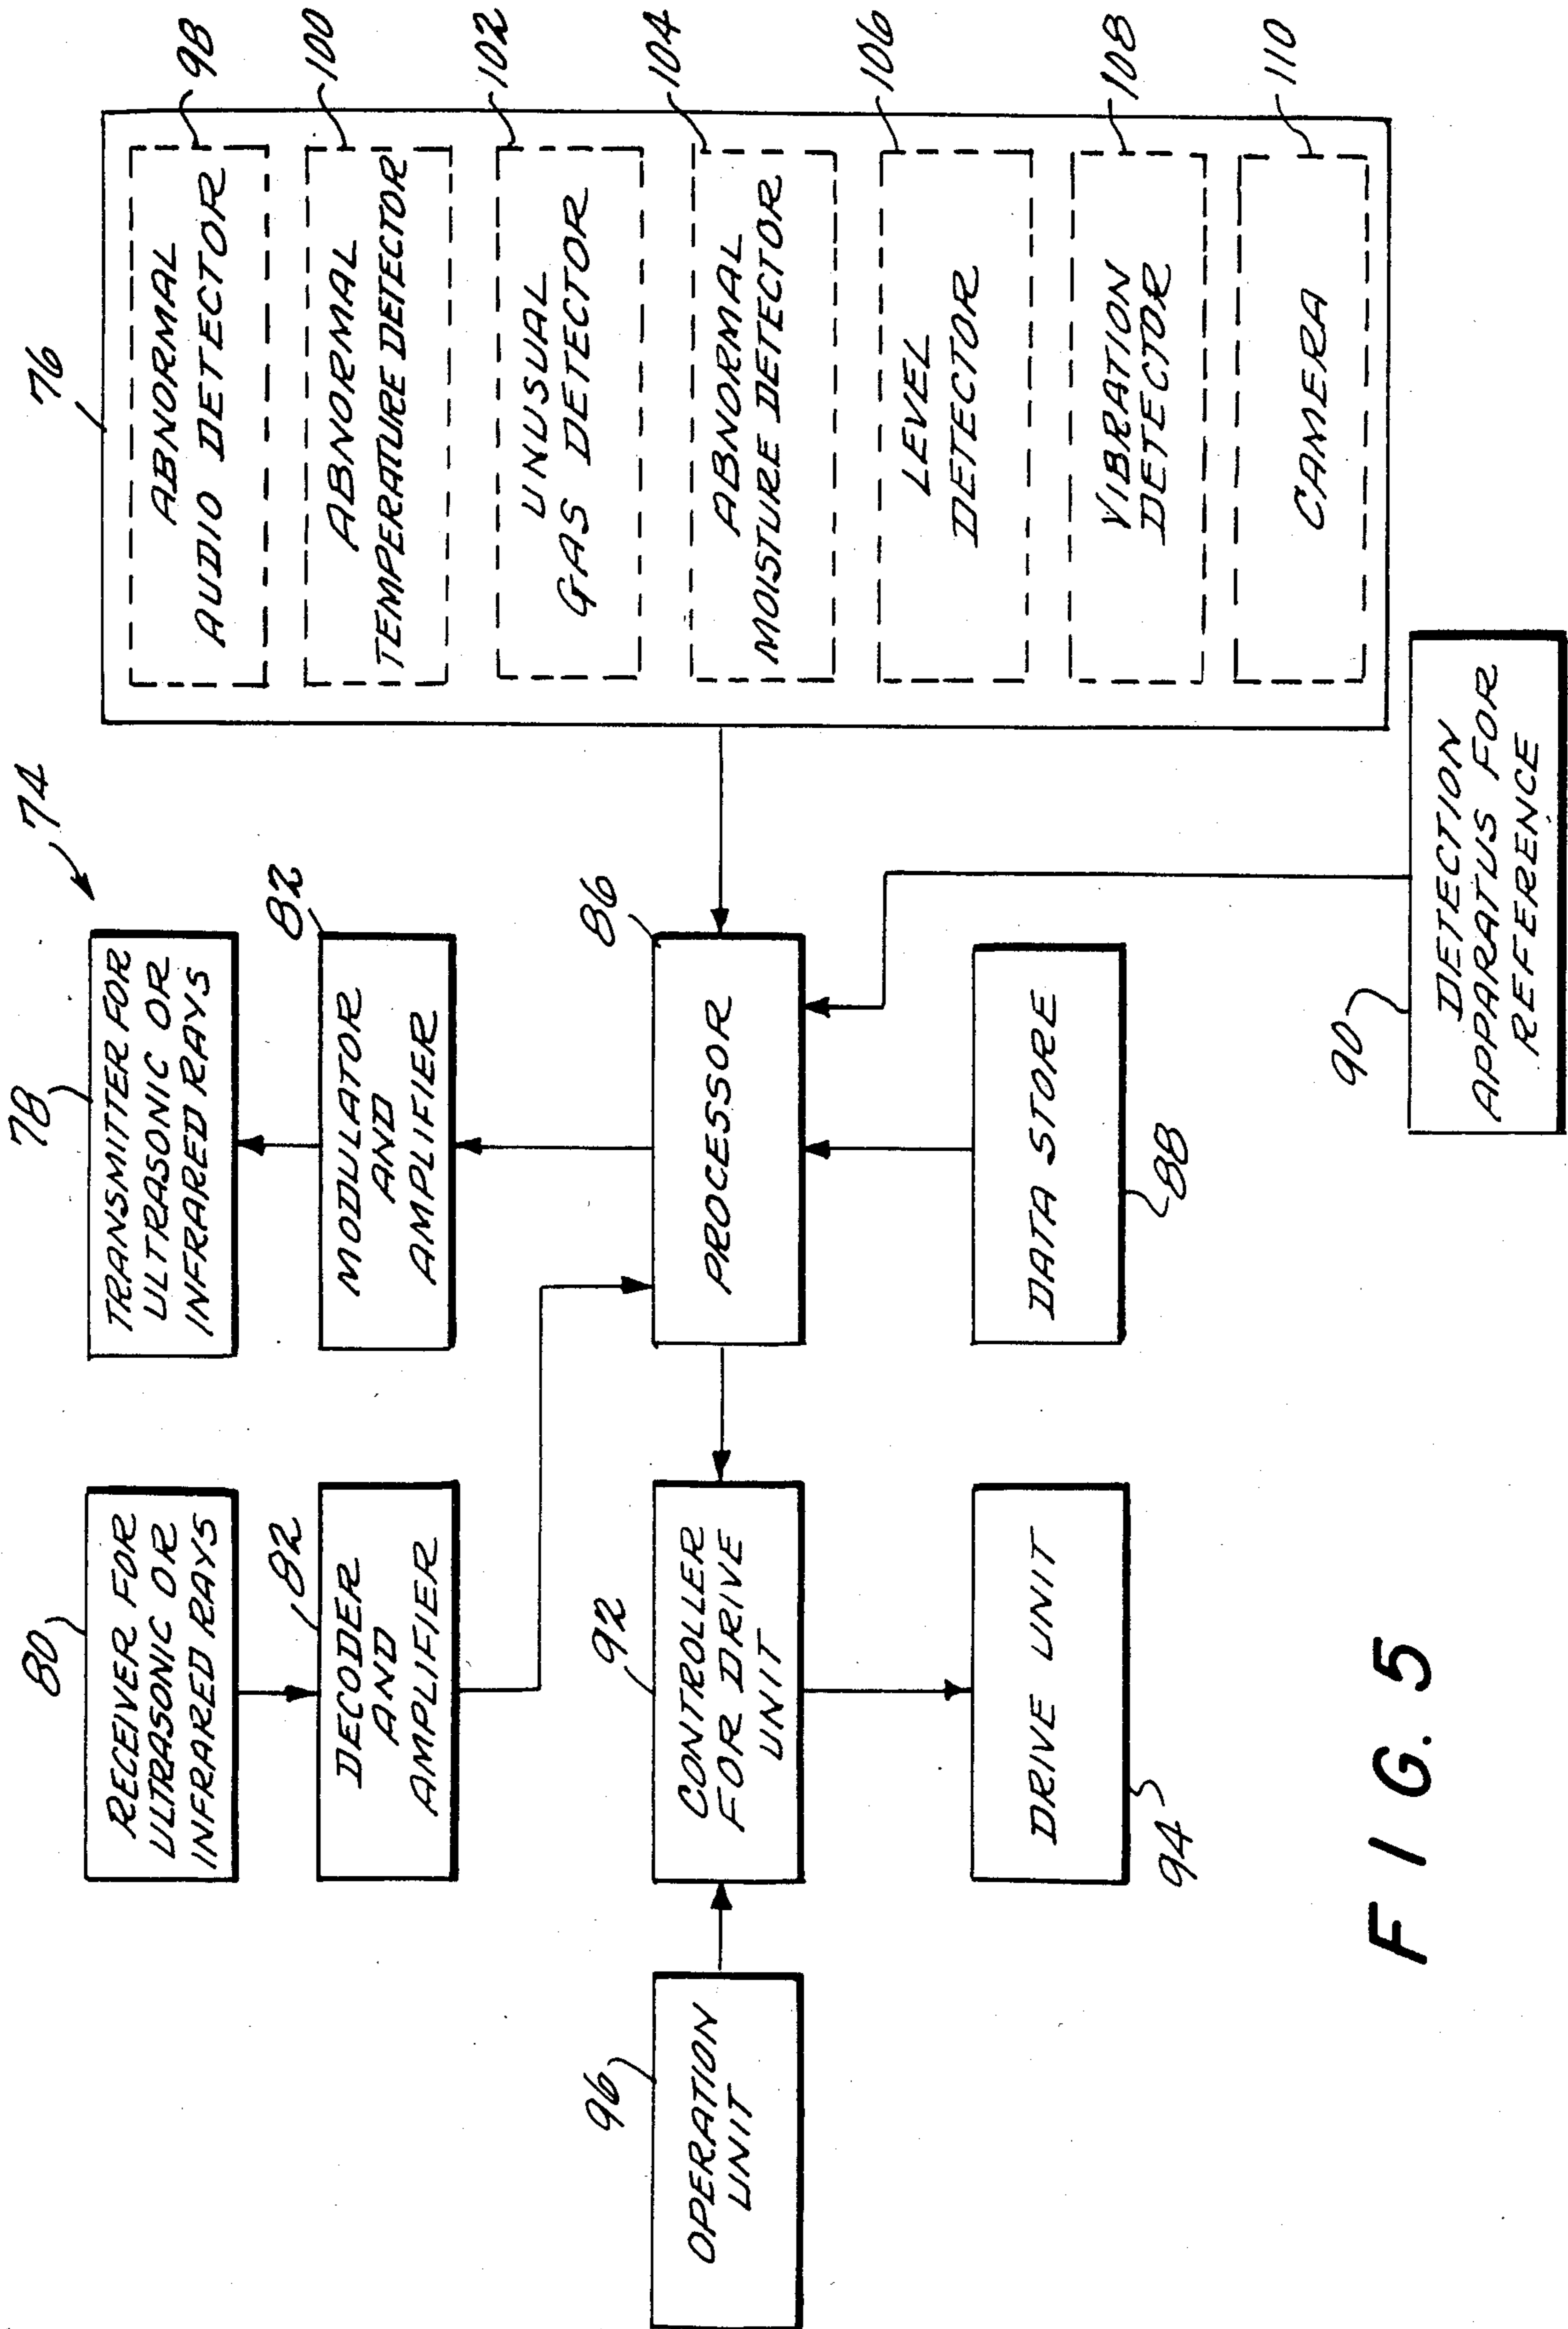 74
80
RECEIVER FOR
ULTRASONIC OR
INFRARED RAYS
78
TRANSMITTER FOR
ULTRASONIC OR
INFRARED RAYS
82
DECODER
AND
AMPLIFIER
82
MODULATOR
AND
AMPLIFIER
96
OPERATION
UNIT
92
CONTROLLER
FOR DRIVE
UNIT
86
PROCESSOR
94
DRIVE UNIT
88
DATA STORE
90
DETECTION
APPARATUS FOR
REFERENCE
76
ABNORMAL
AUDIO DETECTOR
98
ABNORMAL
TEMPERATURE DETECTOR
100
UNUSUAL
GAS DETECTOR
102
ABNORMAL
MOISTURE DETECTOR
104
LEVEL
DETECTOR
106
VIBRATION
DETECTOR
108
CAMERA
110
FIG. 5